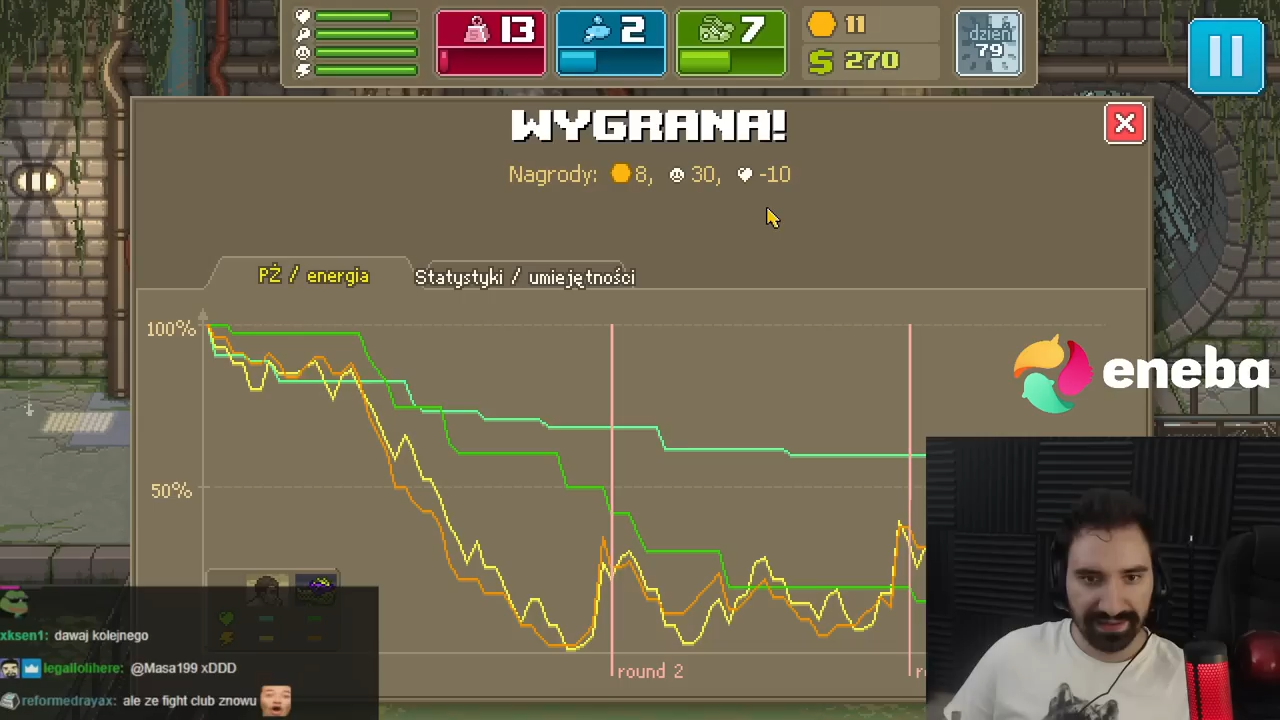 13
2
7
11
270
dzień
79
WYGRANA!
Nagrody: 8, 30, -10
PŻ / energia
Statystyki / umiejętności
100%
50%
round 2
eneba
xksen1: dawaj kolejnego
legallolihere: @Masa199 xDDD
reformedrayax: ale ze fight club znowu